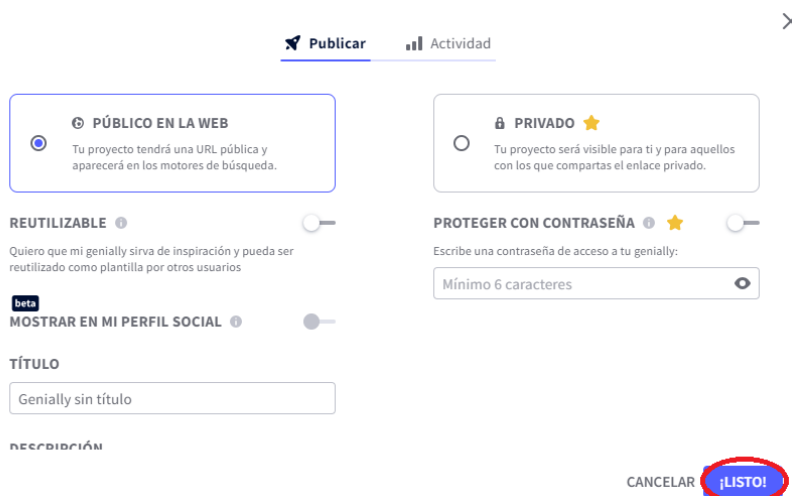 Publicar
Actividad
PÚBLICO EN LA WEB
Tu proyecto tendrá una URL pública y
aparecerá en los motores de búsqueda.
PRIVADO
Tu proyecto será visible para ti y para aquellos
con los que compartas el enlace privado.
REUTILIZABLE
Quiero que mi genially sirva de inspiración y pueda ser
reutilizado como plantilla por otros usuarios
PROTEGER CON CONTRASEÑA
Escribe una contraseña de acceso a tu genially:
Mínimo 6 caracteres
beta
MOSTRAR EN MI PERFIL SOCIAL
TÍTULO
Genially sin título
DESCRIPCIÓN
CANCELAR
¡LISTO!